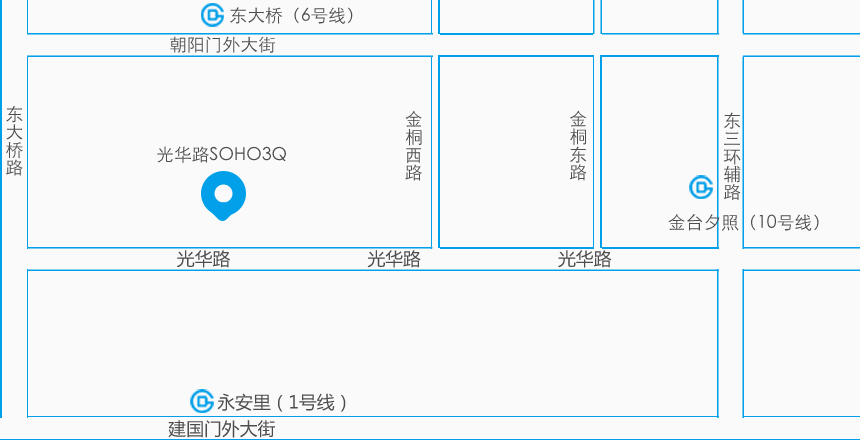 东大桥（6号线）
朝阳门外大街
东大桥路
金桐西路
金桐东路
东三环辅路
光华路SOHO3Q
金台夕照（10号线）
光华路
光华路
光华路
永安里（1号线）
建国门外大街